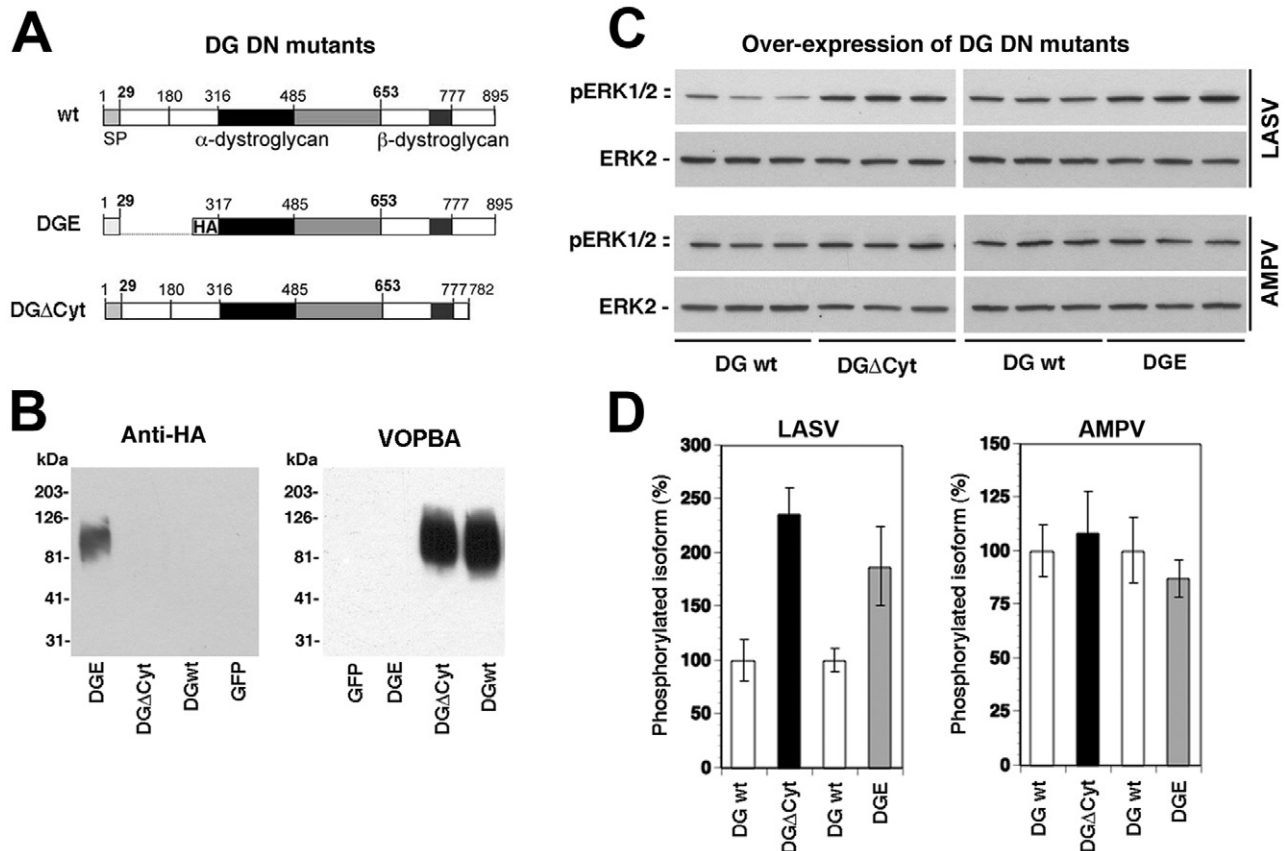 A
DG DN mutants
1 29 180 316 485 653 777 895
wt
SP α-dystroglycan β-dystroglycan
1 29 317 485 653 777 895
DGE HA
1 29 180 316 485 653 777 782
DGΔCyt
B
Anti-HA
kDa
203-
126-
81-
41-
31-
DGE
DGΔCyt
DGwt
GFP
VOPBA
kDa
203-
126-
81-
41-
31-
GFP
DGE
DGΔCyt
DGwt
C
Over-expression of DG DN mutants
pERK1/2 =
ERK2 -
LASV
pERK1/2 =
ERK2 -
AMPV
DG wt DGΔCyt DG wt DGE
D
LASV
Phosphorylated isoform (%)
300
250
200
150
100
50
0
DG wt
DGΔCyt
DG wt
DGE
AMPV
Phosphorylated isoform (%)
150
125
100
75
50
25
0
DG wt
DGΔCyt
DG wt
DGE